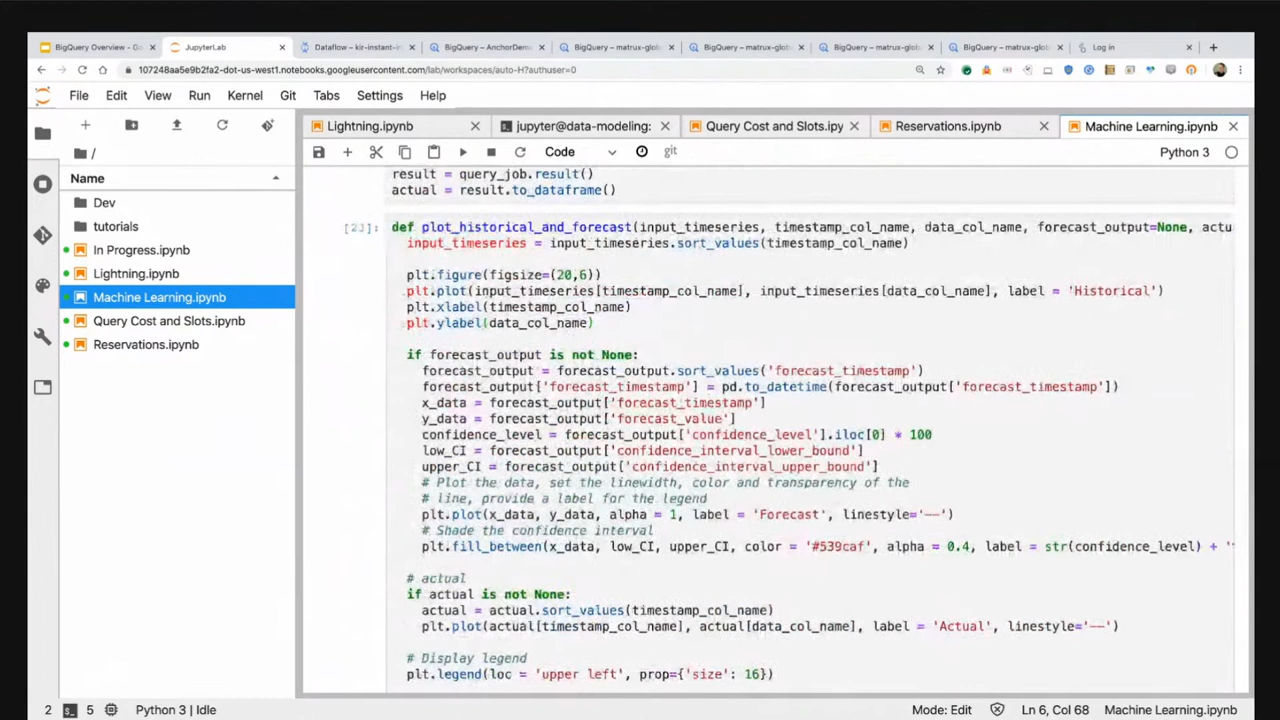 BigQuery Overview - Go
JupyterLab
Dataflow – kir-instant-in
BigQuery – AnchorDem
BigQuery – matrux-glob
BigQuery – matrux-glob
BigQuery – matrux-glob
BigQuery – matrux-glob
Log in
107248aa5e9b2fa2-dot-us-west1.notebooks.googleusercontent.com/lab/workspaces/auto-H?authuser=0
File Edit View Run Kernel Git Tabs Settings Help
Lightning.ipynb
jupyter@data-modeling:
Query Cost and Slots.ipy
Reservations.ipynb
Machine Learning.ipynb
/
Code
git
Python 3
Name
Dev
tutorials
In Progress.ipynb
Lightning.ipynb
Machine Learning.ipynb
Query Cost and Slots.ipynb
Reservations.ipynb
result = query_job.result()
actual = result.to_dataframe()
[23]: def plot_historical_and_forecast(input_timeseries, timestamp_col_name, data_col_name, forecast_output=None, actu
input_timeseries = input_timeseries.sort_values(timestamp_col_name)
plt.figure(figsize=(20,6))
plt.plot(input_timeseries[timestamp_col_name], input_timeseries[data_col_name], label = 'Historical')
plt.xlabel(timestamp_col_name)
plt.ylabel(data_col_name)
if forecast_output is not None:
forecast_output = forecast_output.sort_values('forecast_timestamp')
forecast_output['forecast_timestamp'] = pd.to_datetime(forecast_output['forecast_timestamp'])
x_data = forecast_output['forecast_timestamp']
y_data = forecast_output['forecast_value']
confidence_level = forecast_output['confidence_level'].iloc[0] * 100
low_CI = forecast_output['confidence_interval_lower_bound']
upper_CI = forecast_output['confidence_interval_upper_bound']
# Plot the data, set the linewidth, color and transparency of the
# line, provide a label for the legend
plt.plot(x_data, y_data, alpha = 1, label = 'Forecast', linestyle='--')
# Shade the confidence interval
plt.fill_between(x_data, low_CI, upper_CI, color = '#539caf', alpha = 0.4, label = str(confidence_level) + '
# actual
if actual is not None:
actual = actual.sort_values(timestamp_col_name)
plt.plot(actual[timestamp_col_name], actual[data_col_name], label = 'Actual', linestyle='--')
# Display legend
plt.legend(loc = 'upper left', prop={'size': 16})
2 5 Python 3 | Idle
Mode: Edit
Ln 6, Col 68
Machine Learning.ipynb